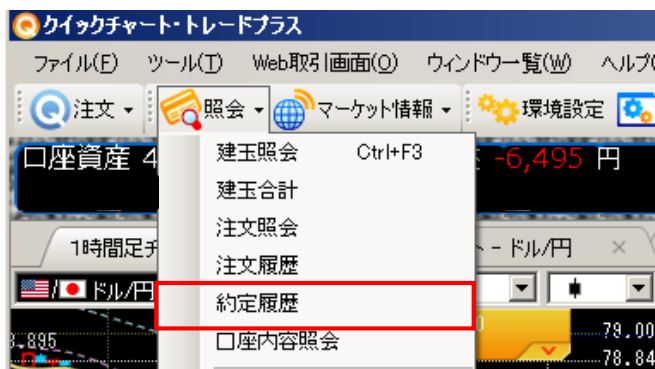 クイックチャート・トレードプラス
ファイル(F) ツール(T) Web取引画面(O) ウィンドウ一覧(W) ヘルプ(
注文 照会 マーケット情報 環境設定
口座資産 4 -6,495 円
建玉照会 Ctrl+F3
建玉合計
注文照会
注文履歴
約定履歴
口座内容照会
1時間足チ - ドル/円 ×
/ ドル/円
79.00
78.84